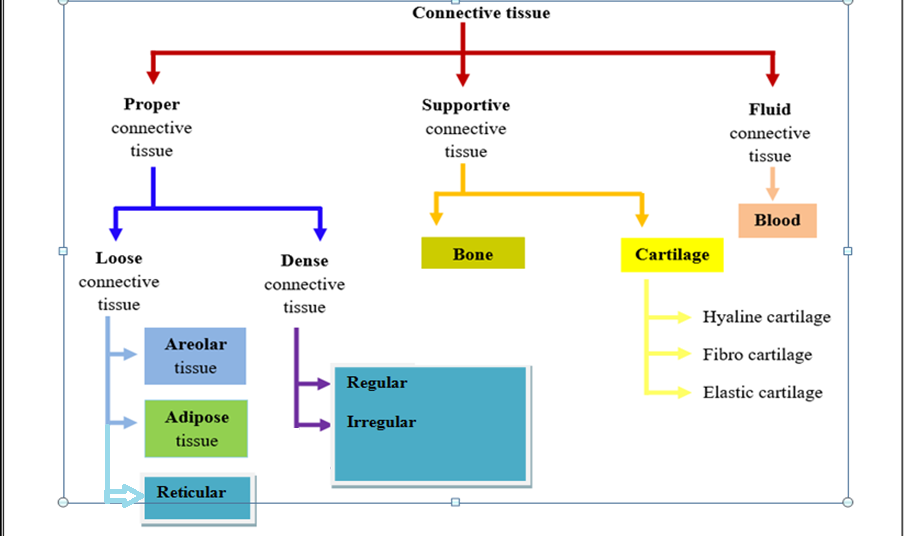 Connective tissue
Proper
connective
tissue
Supportive
connective
tissue
Fluid
connective
tissue
Blood
Loose
connective
tissue
Dense
connective
tissue
Bone
Cartilage
Areolar
tissue
Adipose
tissue
Reticular
Regular
Irregular
Hyaline cartilage
Fibro cartilage
Elastic cartilage